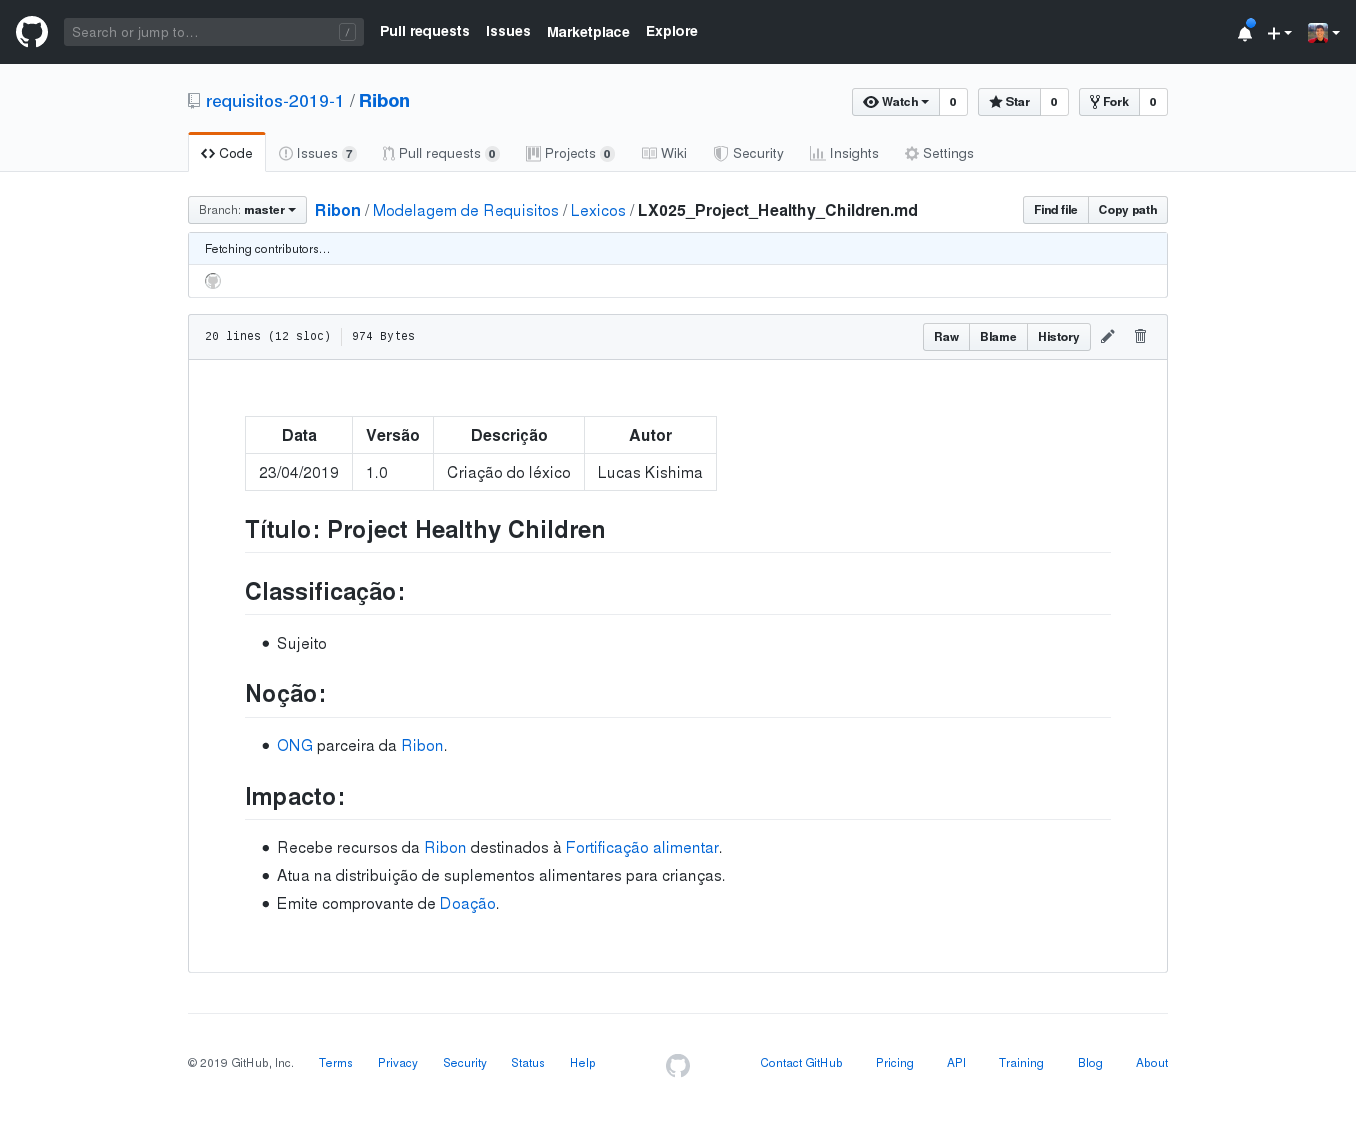 Search or jump to… /
Pull requests Issues Marketplace Explore
requisitos-2019-1 / Ribon
Watch 0 Star 0 Fork 0
Code Issues 7 Pull requests 0 Projects 0 Wiki Security Insights Settings
Branch: master Ribon / Modelagem de Requisitos / Lexicos / LX025_Project_Healthy_Children.md Find file Copy path
Fetching contributors…
20 lines (12 sloc) 974 Bytes Raw Blame History
Data Versão Descrição Autor
23/04/2019 1.0 Criação do léxico Lucas Kishima
Título: Project Healthy Children
Classificação:
• Sujeito
Noção:
• ONG parceira da Ribon.
Impacto:
• Recebe recursos da Ribon destinados à Fortificação alimentar.
• Atua na distribuição de suplementos alimentares para crianças.
• Emite comprovante de Doação.
© 2019 GitHub, Inc. Terms Privacy Security Status Help Contact GitHub Pricing API Training Blog About